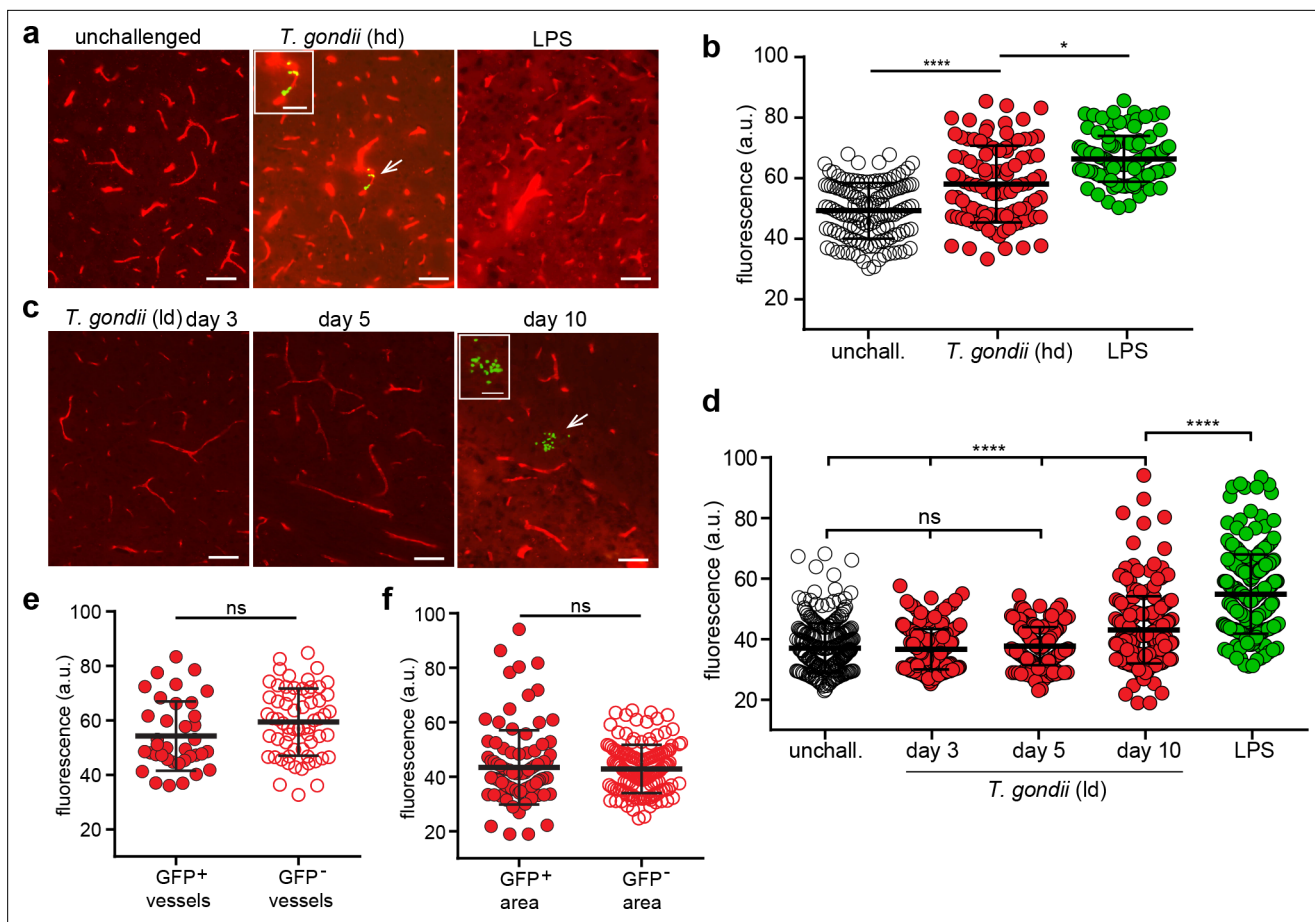 a
unchallenged
T. gondii (hd)
LPS
b
fluorescence (a.u.)
100
80
60
40
20
****
*
unchall.
T. gondii (hd)
LPS
c
T. gondii (ld) day 3
day 5
day 10
d
fluorescence (a.u.)
100
80
60
40
20
****
****
ns
unchall.
day 3
day 5
day 10
LPS
T. gondii (ld)
e
fluorescence (a.u.)
100
80
60
40
20
ns
GFP+
vessels
GFP-
vessels
f
fluorescence (a.u.)
100
80
60
40
20
ns
GFP+
area
GFP-
area